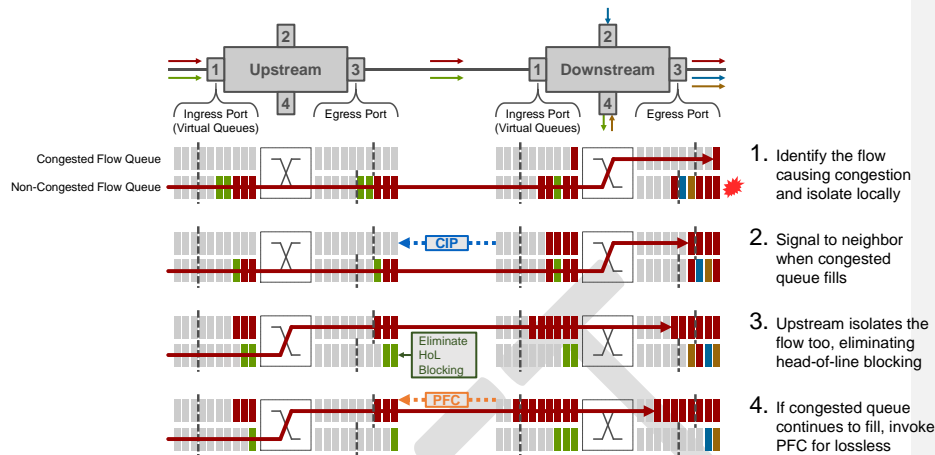 2
2
1
Upstream
3
1
Downstream
3
4
4
Ingress Port
(Virtual Queues)
Egress Port
Ingress Port
(Virtual Queues)
Egress Port
Congested Flow Queue
Non-Congested Flow Queue
1. Identify the flow
causing congestion
and isolate locally
CIP
2. Signal to neighbor
when congested
queue fills
Eliminate
HoL
Blocking
3. Upstream isolates the
flow too, eliminating
head-of-line blocking
PFC
4. If congested queue
continues to fill, invoke
PFC for lossless